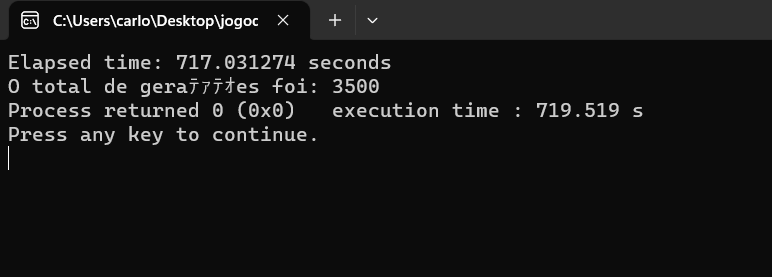 C:\Users\carlo\Desktop\jogoc
Elapsed time: 717.031274 seconds
O total de geraﾃｧﾃｵes foi: 3500
Process returned 0 (0x0)   execution time : 719.519 s
Press any key to continue.